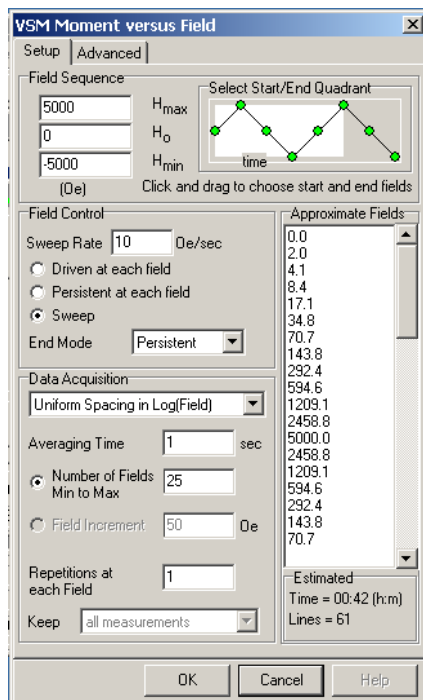 VSM Moment versus Field
Setup
Advanced
Field Sequence
5000 Hmax
0 Ho
-5000 Hmin
(Oe)
Select Start/End Quadrant
time
Click and drag to choose start and end fields
Field Control
Sweep Rate 10 Oe/sec
Driven at each field
Persistent at each field
Sweep
End Mode Persistent
Data Acquisition
Uniform Spacing in Log(Field)
Averaging Time 1 sec
Number of Fields
Min to Max
25
Field Increment 50 Oe
Repetitions at
each Field
1
Keep all measurements
Approximate Fields
0.0
2.0
4.1
8.4
17.1
34.8
70.7
143.8
292.4
594.6
1209.1
2458.8
5000.0
2458.8
1209.1
594.6
292.4
143.8
70.7
Estimated
Time = 00:42 (h:m)
Lines = 61
OK
Cancel
Help